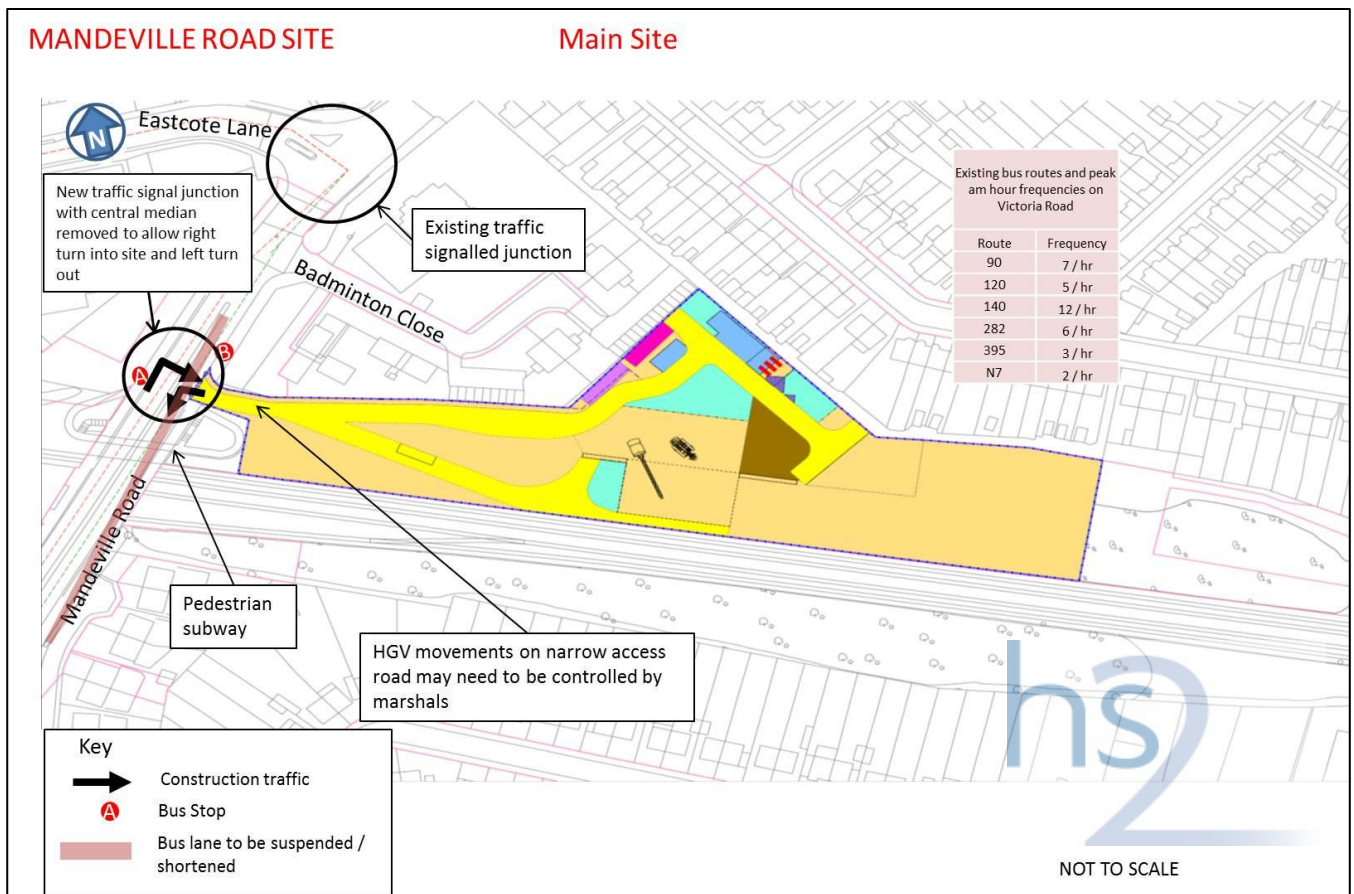 MANDEVILLE ROAD SITE
Main Site
N
Eastcote Lane
New traffic signal junction
with central median
removed to allow right
turn into site and left turn
out
Existing traffic
signalled junction
Existing bus routes and peak
am hour frequencies on
Victoria Road
Route Frequency
90 7 / hr
120 5 / hr
140 12 / hr
282 6 / hr
395 3 / hr
N7 2 / hr
Badminton Close
A
B
Mandeville Road
Pedestrian
subway
HGV movements on narrow access
road may need to be controlled by
marshals
hs2
Key
Construction traffic
A Bus Stop
Bus lane to be suspended /
shortened
NOT TO SCALE